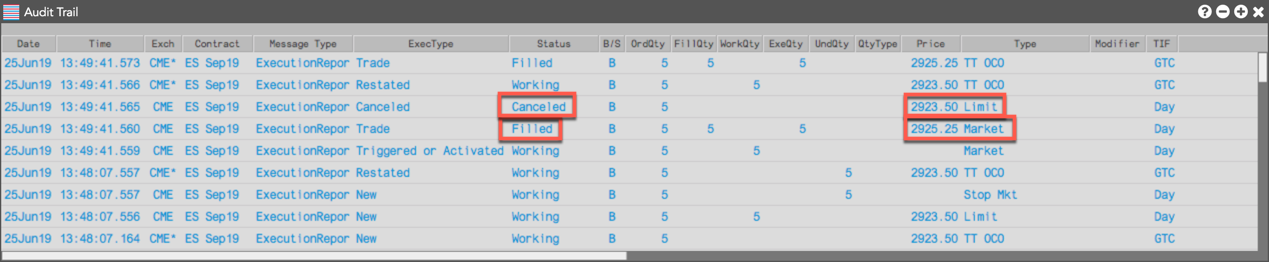 Audit Trail
Date Time Exch Contract Message Type ExecType Status B/S OrdQty FillQty WorkQty ExeQty UndQty QtyType Price Type Modifier TIF
25Jun19 13:49:41.573 CME* ES Sep19 ExecutionRepor Trade Filled B 5 5 5 2925.25 TT OCO GTC
25Jun19 13:49:41.566 CME* ES Sep19 ExecutionRepor Restated Working B 5 5 2923.50 TT OCO GTC
25Jun19 13:49:41.565 CME ES Sep19 ExecutionRepor Canceled Canceled B 5 2923.50 Limit Day
25Jun19 13:49:41.560 CME ES Sep19 ExecutionRepor Trade Filled B 5 5 5 2925.25 Market Day
25Jun19 13:49:41.559 CME ES Sep19 ExecutionRepor Triggered or Activated Working B 5 5 Market Day
25Jun19 13:48:07.557 CME* ES Sep19 ExecutionRepor Restated Working B 5 5 2923.50 TT OCO GTC
25Jun19 13:48:07.557 CME ES Sep19 ExecutionRepor New Working B 5 5 Stop Mkt Day
25Jun19 13:48:07.556 CME ES Sep19 ExecutionRepor New Working B 5 5 2923.50 Limit Day
25Jun19 13:48:07.164 CME* ES Sep19 ExecutionRepor New Working B 5 2923.50 TT OCO GTC